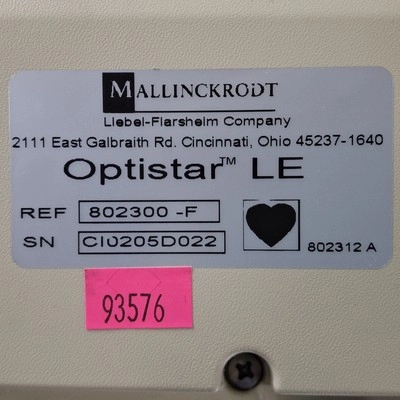 MALLINCKRODT
Liebel-Flarsheim Company
2111 East Galbraith Rd. Cincinnati, Ohio 45237-1640
Optistar™ LE
REF 802300 -F
SN CI0205D022
802312 A
93576